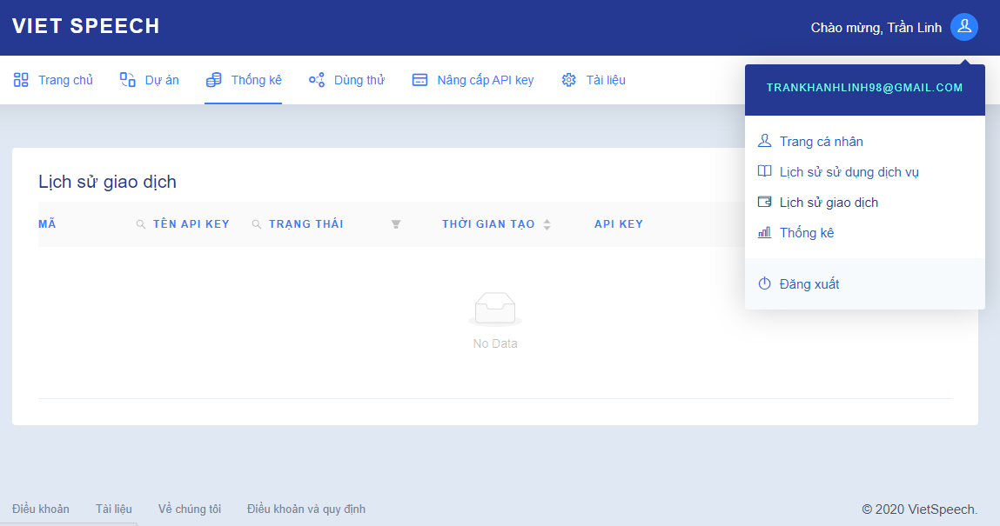 VIET SPEECH
Chào mừng, Trần Linh
Trang chủ
Dự án
Thống kê
Dùng thử
Nâng cấp API key
Tài liệu
TRANKHANHLINH98@GMAIL.COM
Trang cá nhân
Lịch sử sử dụng dịch vụ
Lịch sử giao dịch
Thống kê
Đăng xuất
Lịch sử giao dịch
MÃ
TÊN API KEY
TRẠNG THÁI
THỜI GIAN TẠO
API KEY
No Data
Điều khoản
Tài liệu
Về chúng tôi
Điều khoản và quy định
© 2020 VietSpeech.